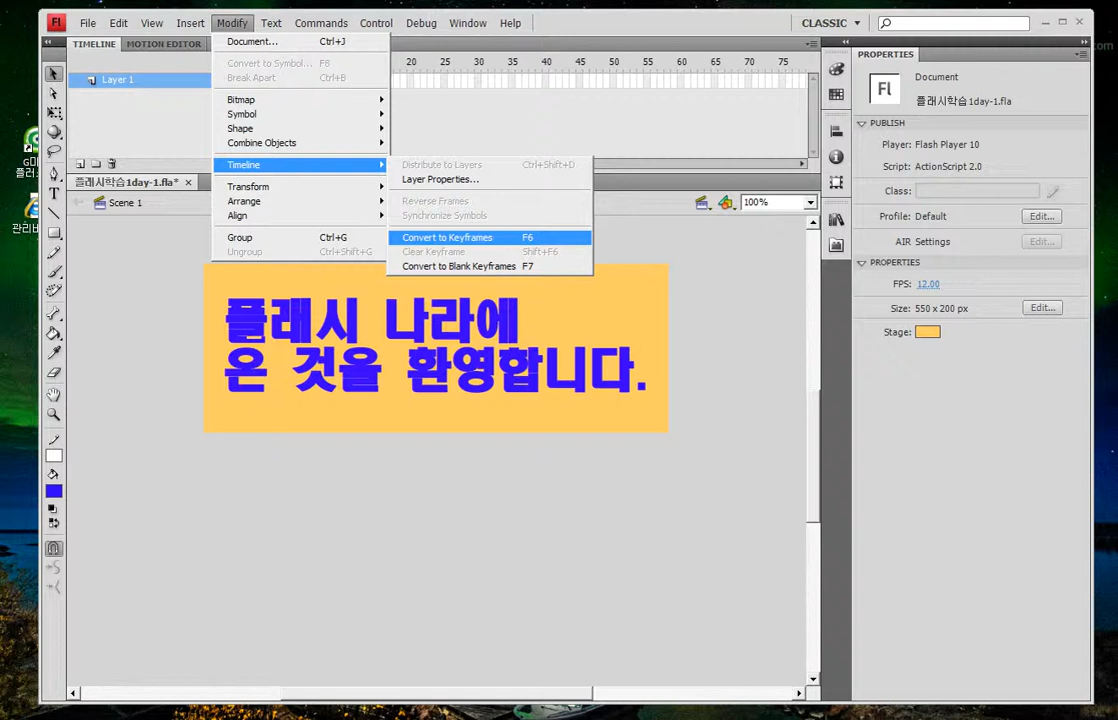 Fl File Edit View Insert Modify Text Commands Control Debug Window Help CLASSIC
TIMELINE MOTION EDITOR
Layer 1
20 25 30 35 40 45 50 55 60 65 70 75
Document... Ctrl+J
Convert to Symbol... F8
Break Apart Ctrl+B
Bitmap
Symbol
Shape
Combine Objects
Timeline
Transform
Arrange
Align
Group Ctrl+G
Ungroup Ctrl+Shift+G
Distribute to Layers Ctrl+Shift+D
Layer Properties...
Reverse Frames
Synchronize Symbols
Convert to Keyframes F6
Clear Keyframe Shift+F6
Convert to Blank Keyframes F7
플래시학습1day-1.fla*
Scene 1
100%
플래시 나라에
은 것을 환영합니다.
PROPERTIES
Fl
Document
플래시학습1day-1.fla
PUBLISH
Player: Flash Player 10
Script: ActionScript 2.0
Class:
Profile: Default Edit...
AIR Settings Edit...
PROPERTIES
FPS: 12.00
Size: 550 x 200 px Edit...
Stage: